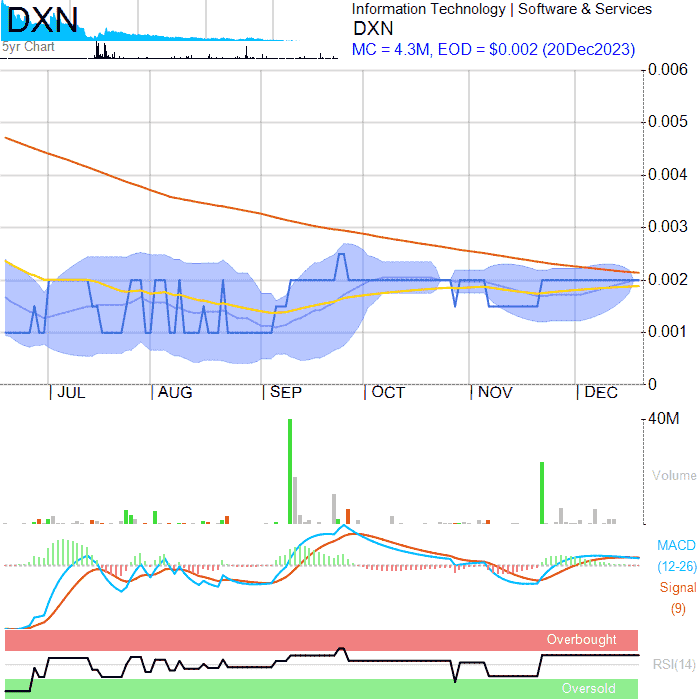 DXN
5yr Chart
Information Technology | Software & Services
DXN
MC = 4.3M, EOD = $0.002 (20Dec2023)
0.006
0.005
0.004
0.003
0.002
0.001
0
JUL AUG SEP OCT NOV DEC
40M
Volume
MACD
(12-26)
Signal
(9)
Overbought
RSI(14)
Oversold